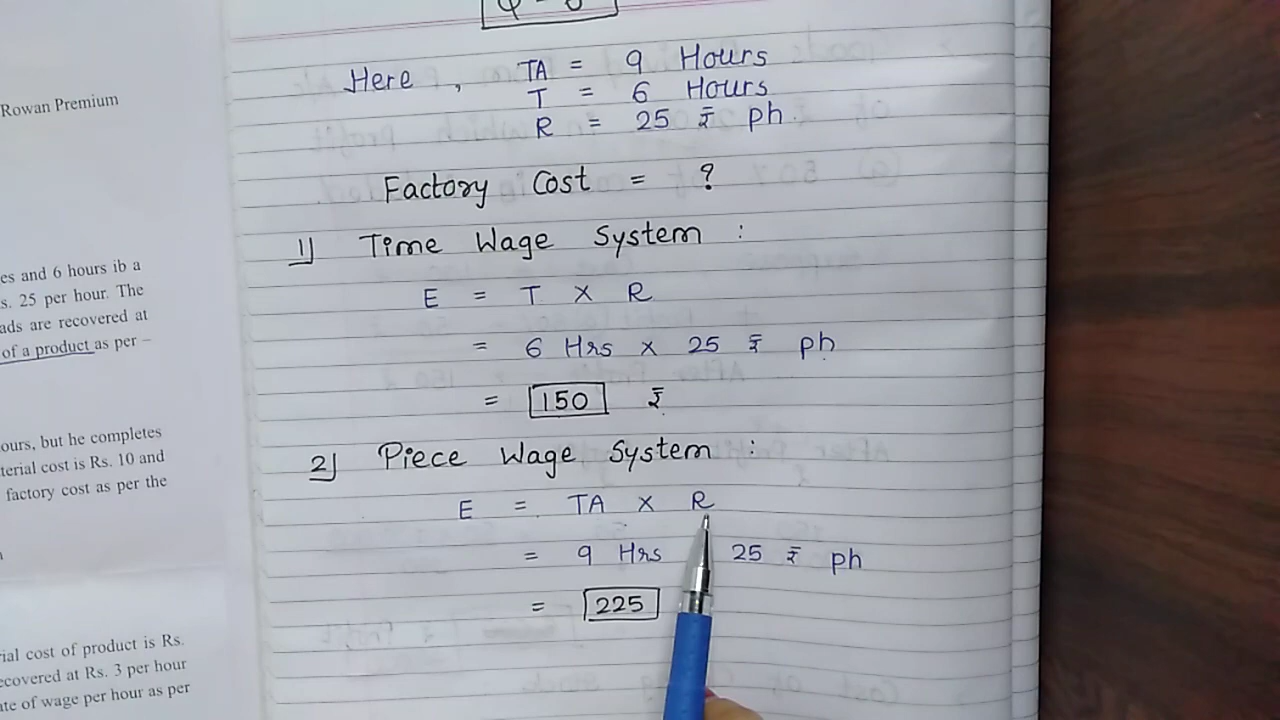 Rowan Premium
es and 6 hours ib a
s. 25 per hour. The
ads are recovered at
of a product as per –
ours, but he completes
terial cost is Rs. 10 and
factory cost as per the
ial cost of product is Rs.
ecovered at Rs. 3 per hour
ate of wage per hour as per
Here , TA = 9 Hours
T = 6 Hours
R = 25 ₹ ph.
Factory Cost = ?
1) Time Wage System :
E = T × R
= 6 Hrs × 25 ₹ ph
= 150 ₹
2) Piece Wage System :
E = TA × R
= 9 Hrs 25 ₹ ph
= 225